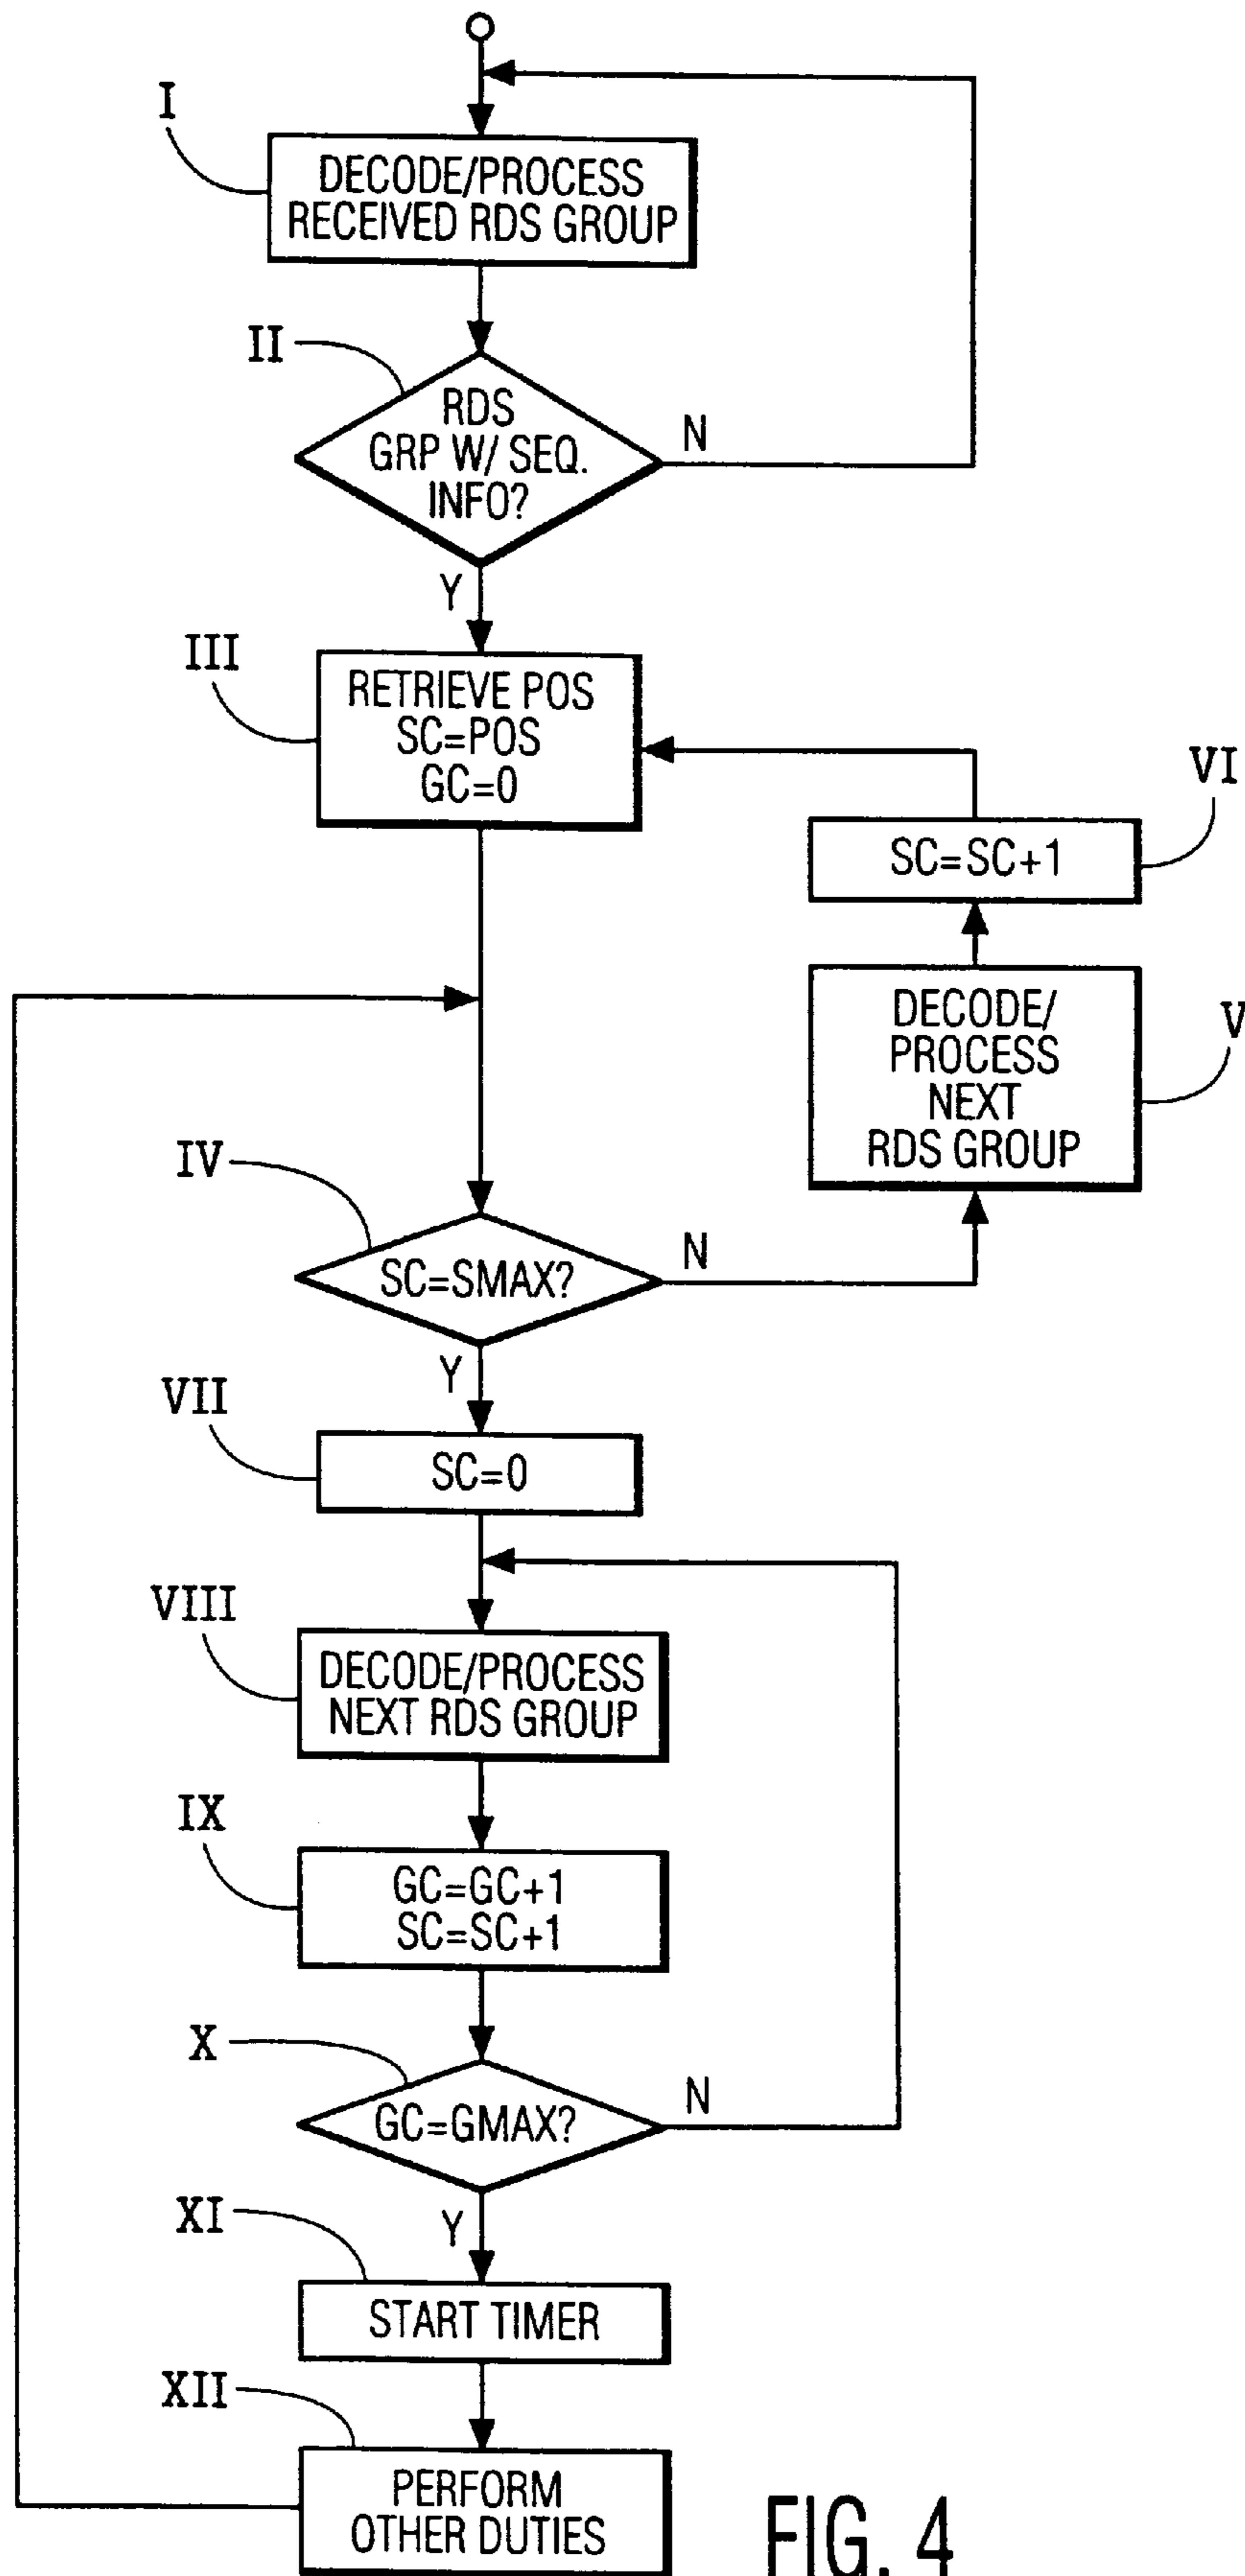 I
DECODE/PROCESS
RECEIVED RDS GROUP
II
RDS
GRP W/ SEQ.
INFO?
N
Y
III
RETRIEVE POS
SC=POS
GC=0
VI
SC=SC+1
DECODE/
PROCESS
NEXT
RDS GROUP
V
IV
SC=SMAX?
N
Y
VII
SC=0
VIII
DECODE/PROCESS
NEXT RDS GROUP
IX
GC=GC+1
SC=SC+1
X
GC=GMAX?
N
Y
XI
START TIMER
XII
PERFORM
OTHER DUTIES
FIG. 4